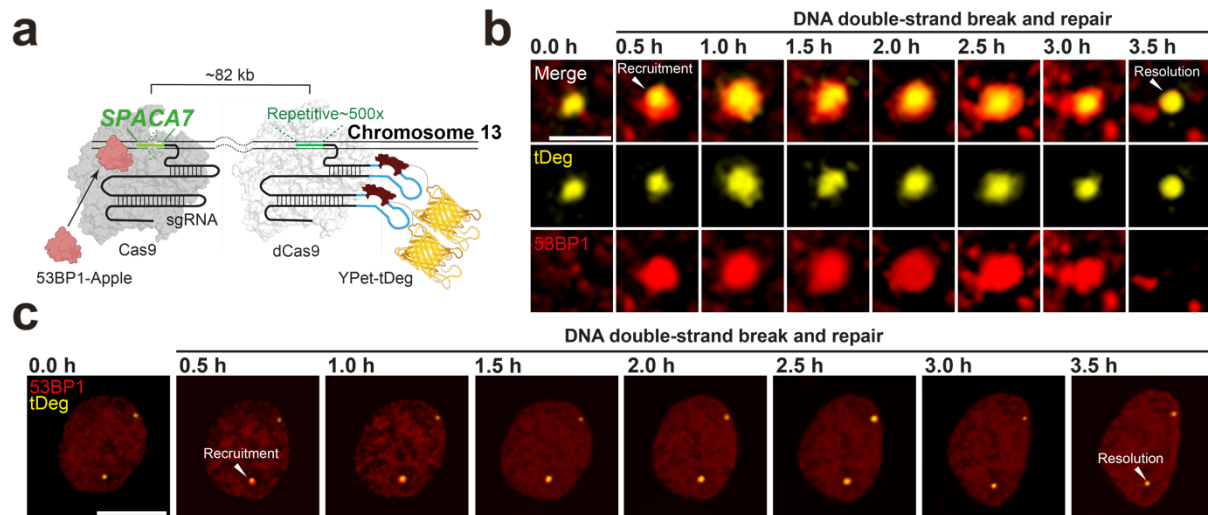 a
~82 kb
SPACA7
Repetitive~500x
Chromosome 13
sgRNA
Cas9
dCas9
53BP1-Apple
YPet-tDeg
b
DNA double-strand break and repair
0.0 h 0.5 h 1.0 h 1.5 h 2.0 h 2.5 h 3.0 h 3.5 h
Merge
Recruitment
Resolution
tDeg
53BP1
c
DNA double-strand break and repair
0.0 h 0.5 h 1.0 h 1.5 h 2.0 h 2.5 h 3.0 h 3.5 h
53BP1
tDeg
Recruitment
Resolution